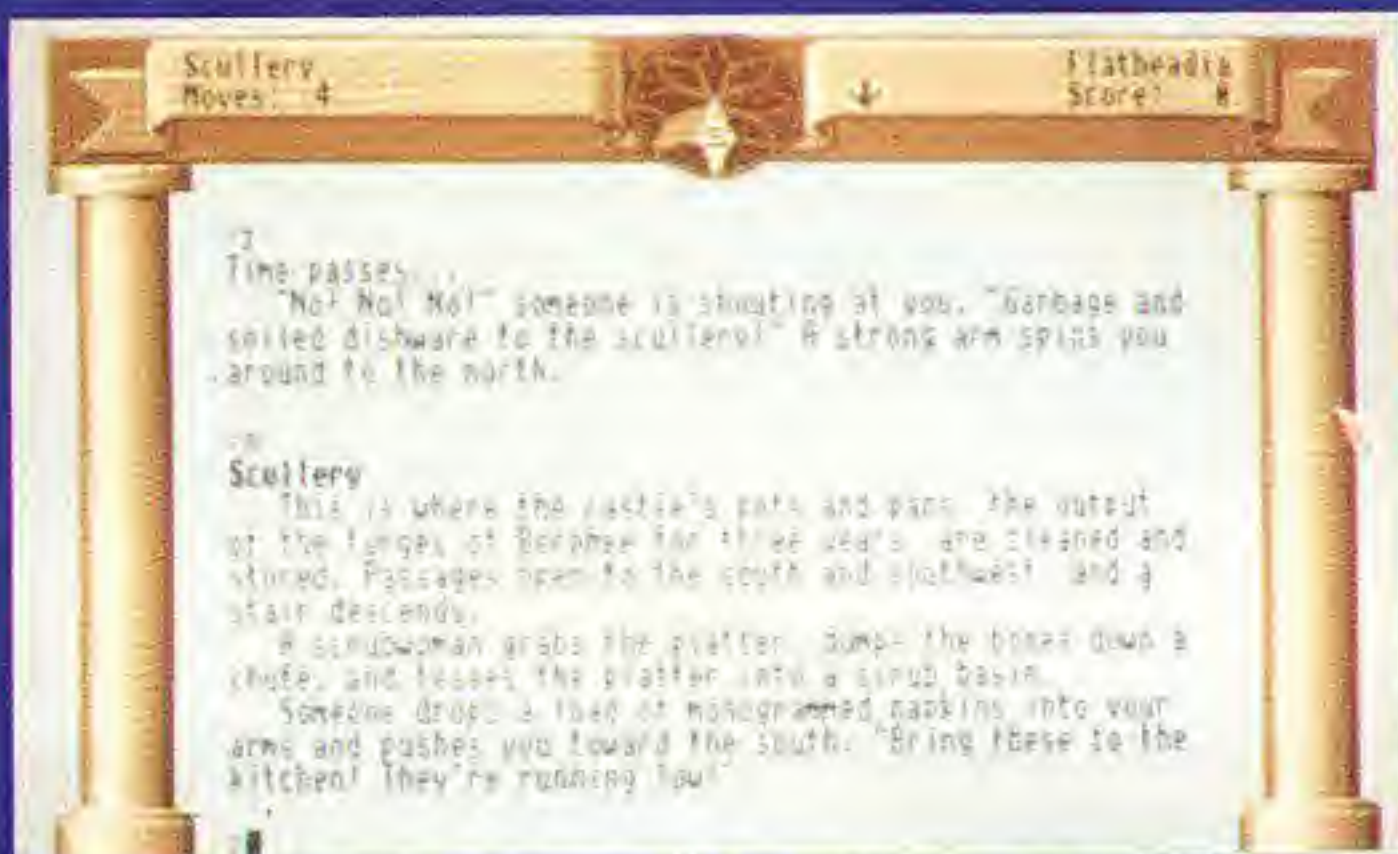 Scullery
Moves: 4
Flatheadia
Score: 0
>z
Time passes...
"No! No! No!" someone is shouting at you. "Garbage and
soiled dishware to the scullery!" A strong arm spins you
around to the north.
>n
Scullery
This is where the castle's pots and pans, the output
of the forges of Borphee for three years, are cleaned and
stored. Passages open to the south and southwest, and a
stair descends.
A scrubwoman grabs the platter, dumps the bones down a
chute, and tosses the platter into a scrub basin.
Someone drops a load of monogrammed napkins into your
arms and pushes you toward the south. "Bring these to the
kitchen! They're running low!"
>